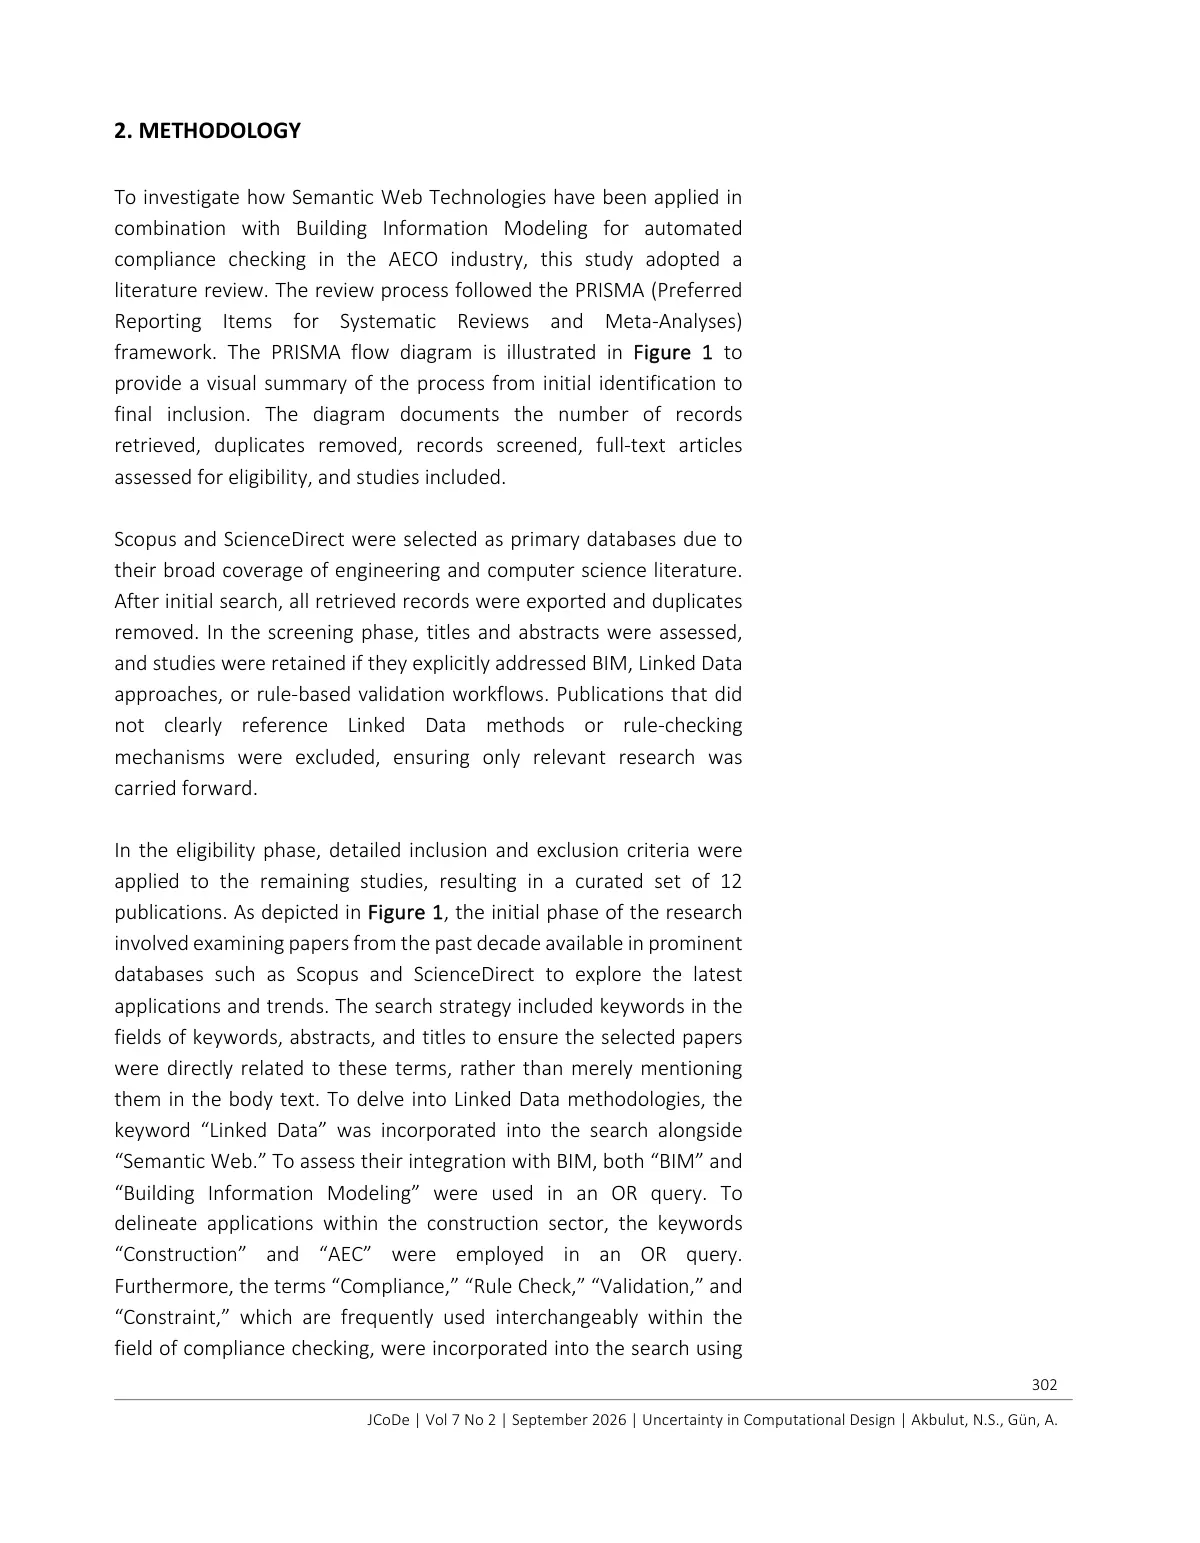 2. METHODOLOGY
To investigate how Semantic Web Technologies have been applied in
combination with Building Information Modeling for automated
compliance checking in the AECO industry, this study adopted a
literature review. The review process followed the PRISMA (Preferred
Reporting Items for Systematic Reviews and Meta-Analyses)
framework. The PRISMA flow diagram is illustrated in Figure 1 to
provide a visual summary of the process from initial identification to
final inclusion. The diagram documents the number of records
retrieved, duplicates removed, records screened, full-text articles
assessed for eligibility, and studies included.
Scopus and ScienceDirect were selected as primary databases due to
their broad coverage of engineering and computer science literature.
After initial search, all retrieved records were exported and duplicates
removed. In the screening phase, titles and abstracts were assessed,
and studies were retained if they explicitly addressed BIM, Linked Data
approaches, or rule-based validation workflows. Publications that did
not clearly reference Linked Data methods or rule-checking
mechanisms were excluded, ensuring only relevant research was
carried forward.
In the eligibility phase, detailed inclusion and exclusion criteria were
applied to the remaining studies, resulting in a curated set of 12
publications. As depicted in Figure 1, the initial phase of the research
involved examining papers from the past decade available in prominent
databases such as Scopus and ScienceDirect to explore the latest
applications and trends. The search strategy included keywords in the
fields of keywords, abstracts, and titles to ensure the selected papers
were directly related to these terms, rather than merely mentioning
them in the body text. To delve into Linked Data methodologies, the
keyword “Linked Data” was incorporated into the search alongside
“Semantic Web.” To assess their integration with BIM, both “BIM” and
“Building Information Modeling” were used in an OR query. To
delineate applications within the construction sector, the keywords
“Construction” and “AEC” were employed in an OR query.
Furthermore, the terms “Compliance,” “Rule Check,” “Validation,” and
“Constraint,” which are frequently used interchangeably within the
field of compliance checking, were incorporated into the search using
302
JCoDe | Vol 7 No 2 | September 2026 | Uncertainty in Computational Design | Akbulut, N.S., Gün, A.